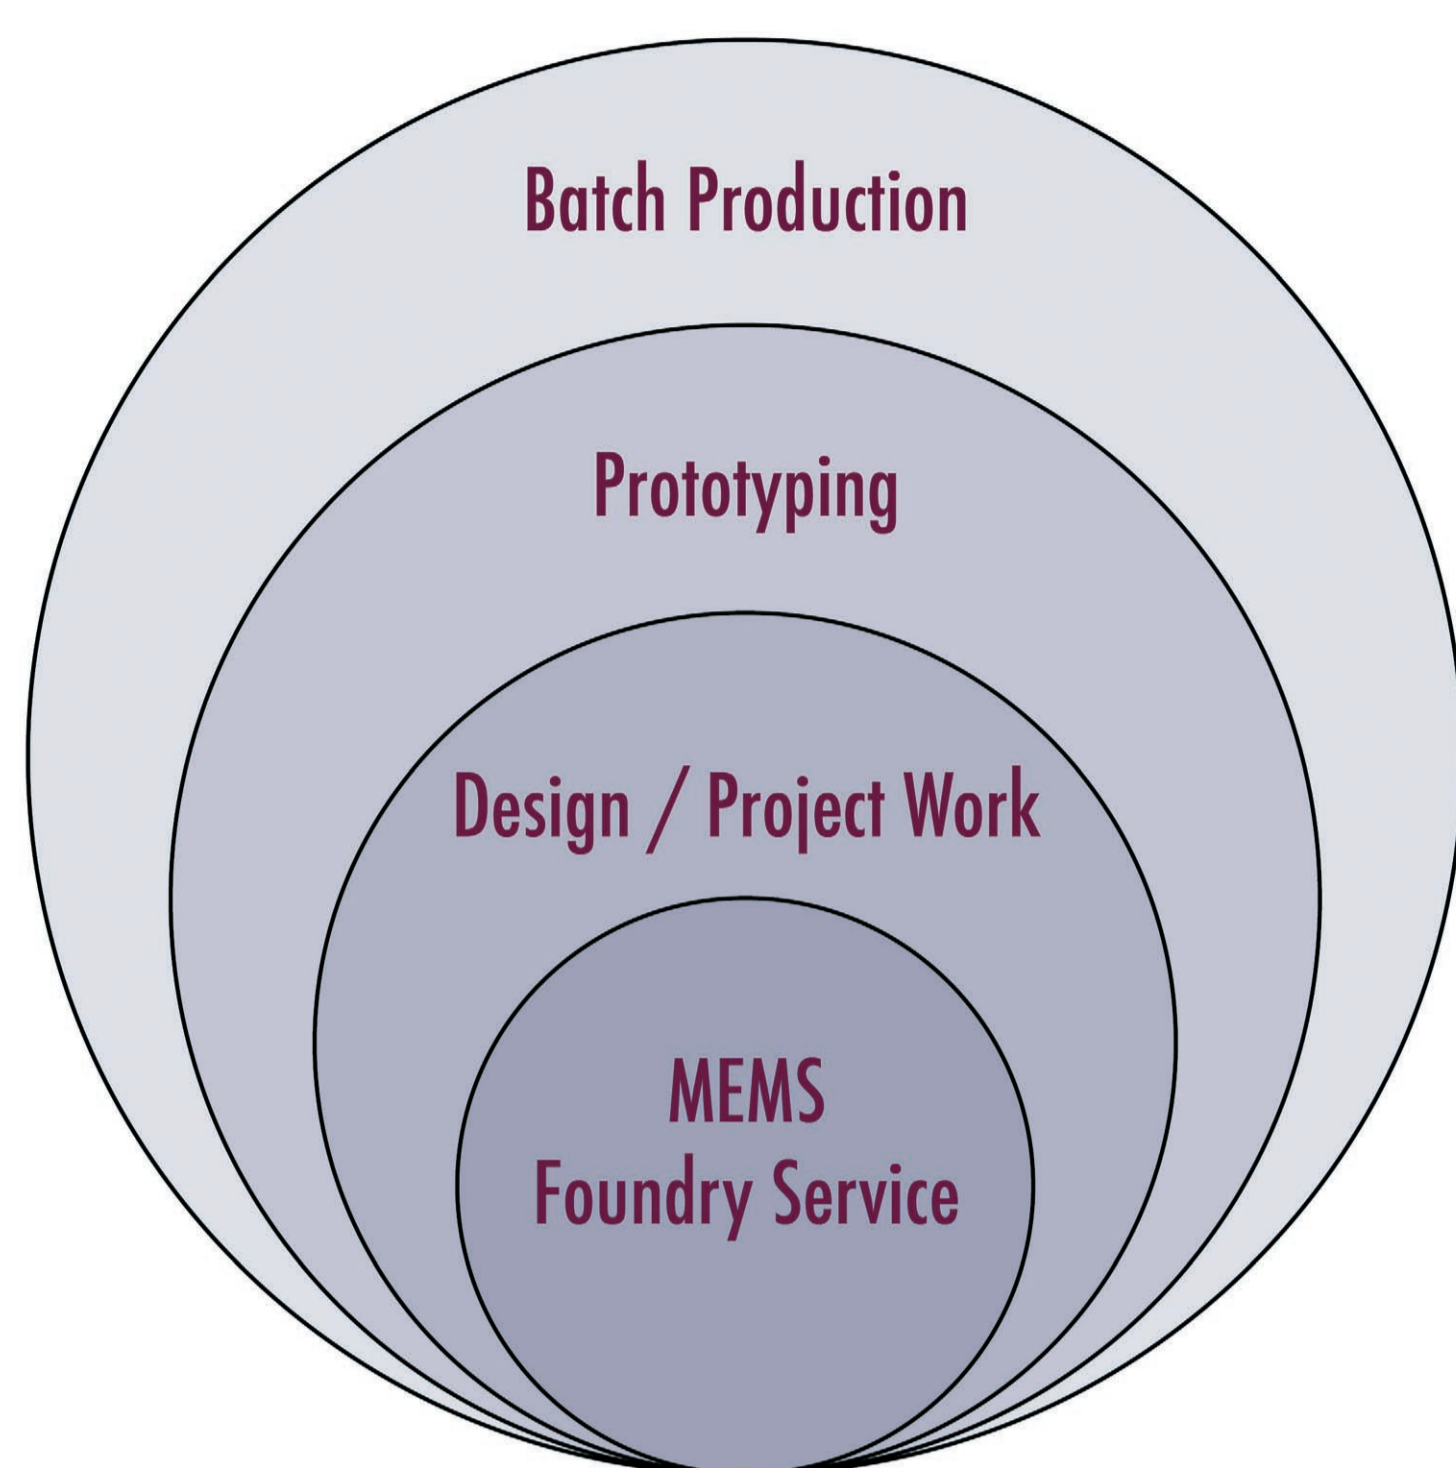 Batch Production
Prototyping
Design / Project Work
MEMS
Foundry Service